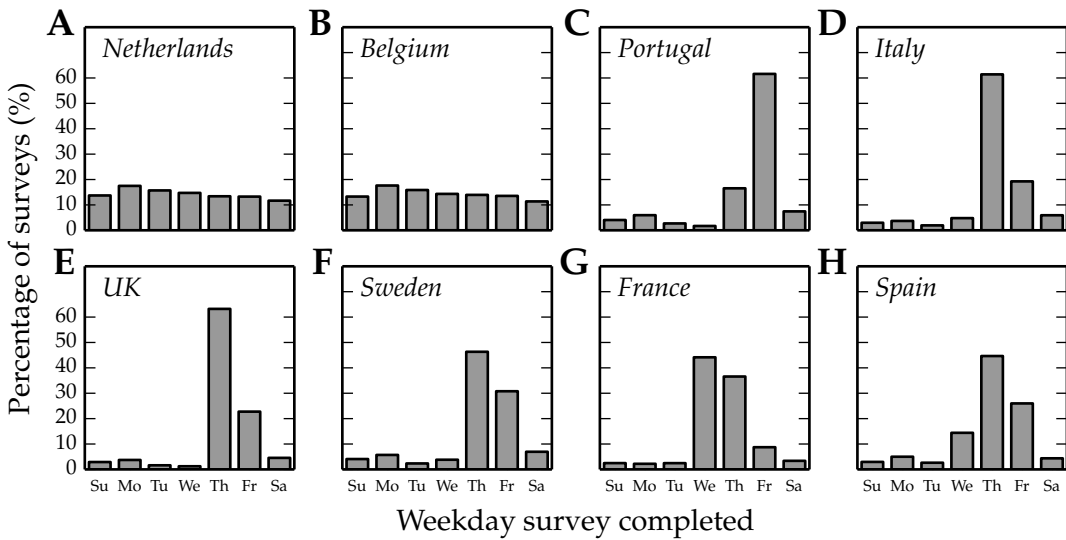 A Netherlands
B Belgium
C Portugal
D Italy
60
50
40
30
20
10
0
E UK
F Sweden
G France
H Spain
60
50
40
30
20
10
0
Su Mo Tu We Th Fr Sa
Su Mo Tu We Th Fr Sa
Su Mo Tu We Th Fr Sa
Su Mo Tu We Th Fr Sa
Percentage of surveys (%)
Weekday survey completed